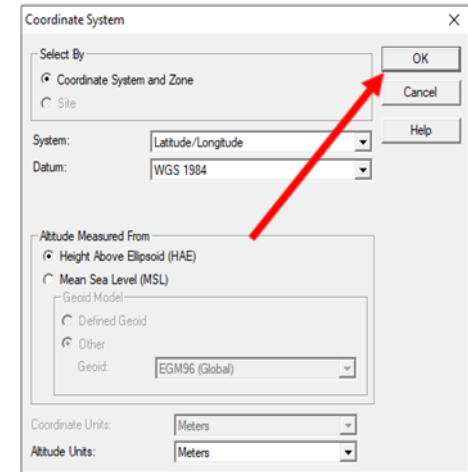 Coordinate System
Select By
Coordinate System and Zone
Site
OK
Cancel
Help
System: Latitude/Longitude
Datum: WGS 1984
Altitude Measured From
Height Above Ellipsoid (HAE)
Mean Sea Level (MSL)
Geoid Model
Defined Geoid
Other
Geoid: EGM96 (Global)
Coordinate Units: Meters
Altitude Units: Meters